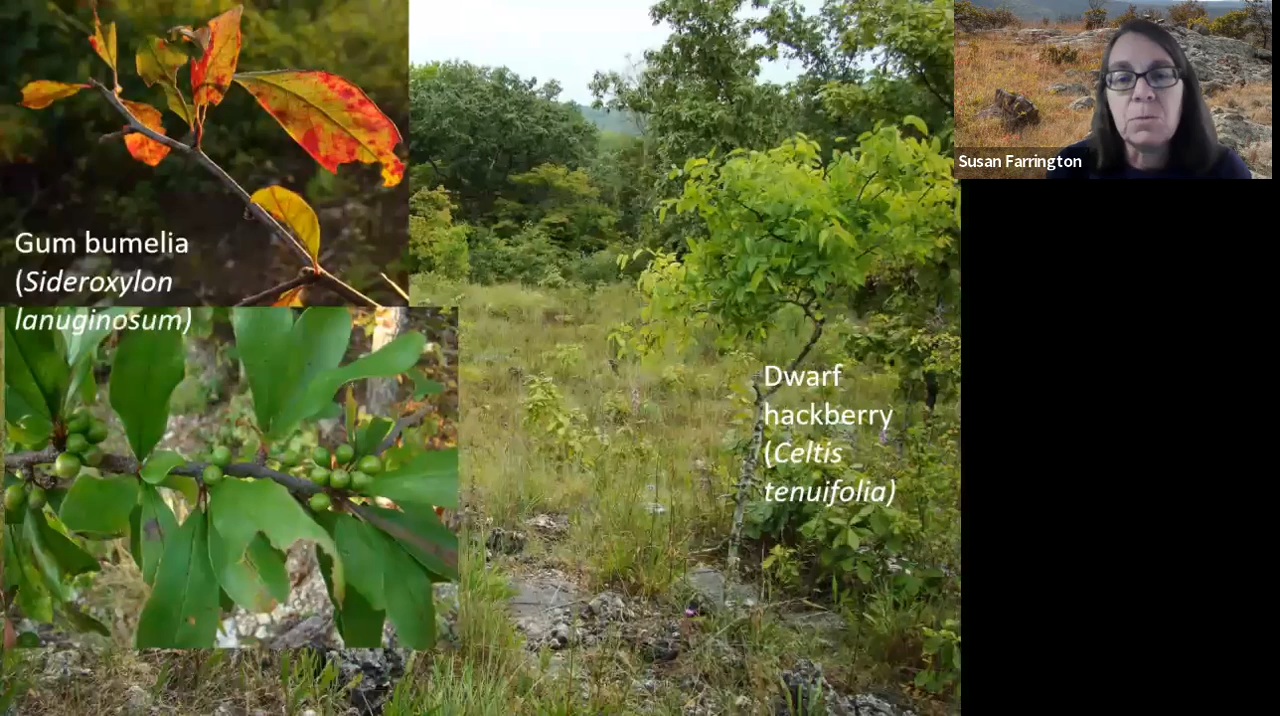 Gum bumelia
(Sideroxylon
lanuginosum)
Dwarf
hackberry
(Celtis
tenuifolia)
Susan Farrington